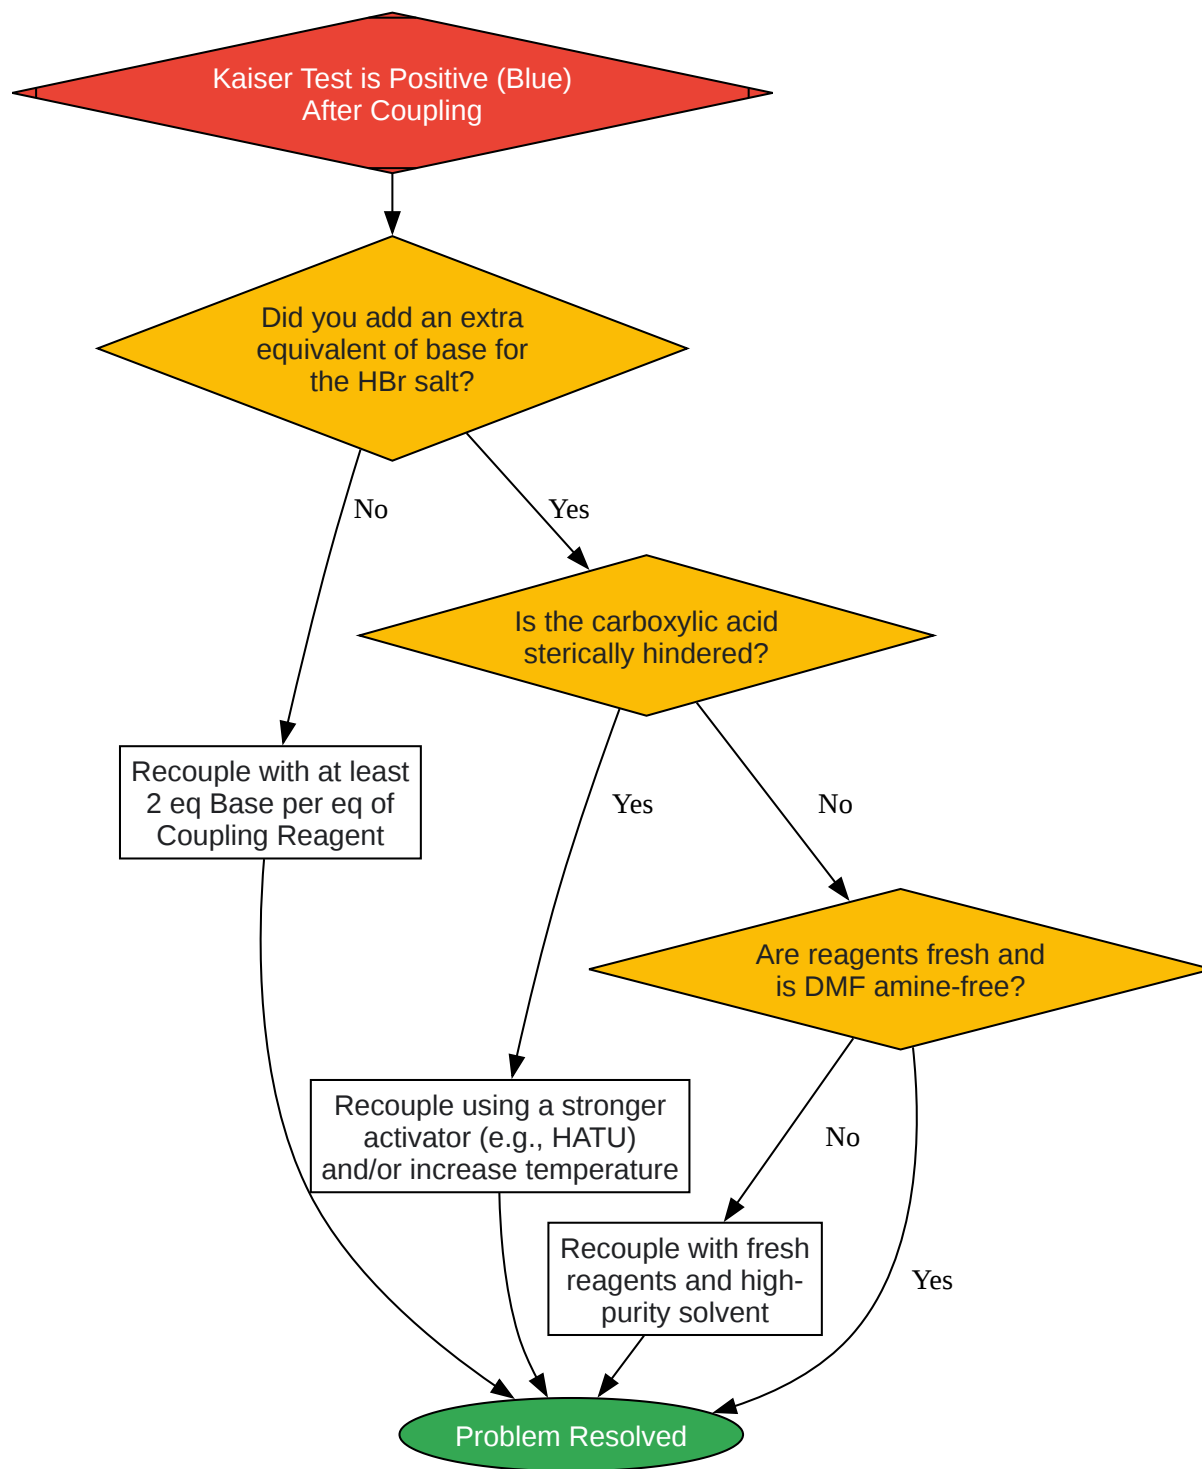 Kaiser Test is Positive (Blue)
After Coupling
Did you add an extra
equivalent of base for
the HBr salt?
No
Yes
Is the carboxylic acid
sterically hindered?
Recouple with at least
2 eq Base per eq of
Coupling Reagent
Yes
No
Are reagents fresh and
is DMF amine-free?
Recouple using a stronger
activator (e.g., HATU)
and/or increase temperature
No
Recouple with fresh
reagents and high-
purity solvent
Yes
Problem Resolved